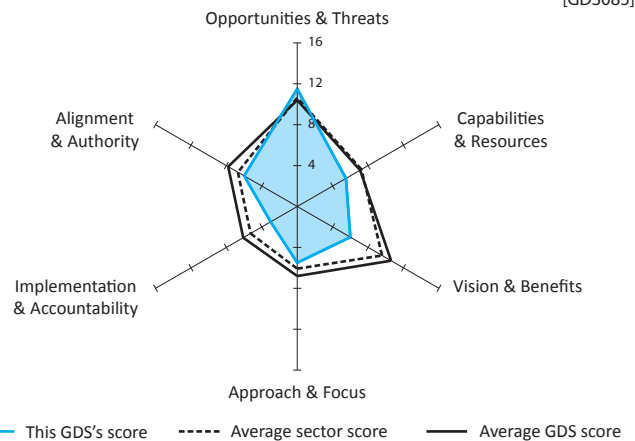 [GDS085]
Opportunities & Threats
16
12
8
4
Alignment
& Authority
Capabilities
& Resources
Implementation
& Accountability
Vision & Benefits
Approach & Focus
This GDS's score
Average sector score
Average GDS score